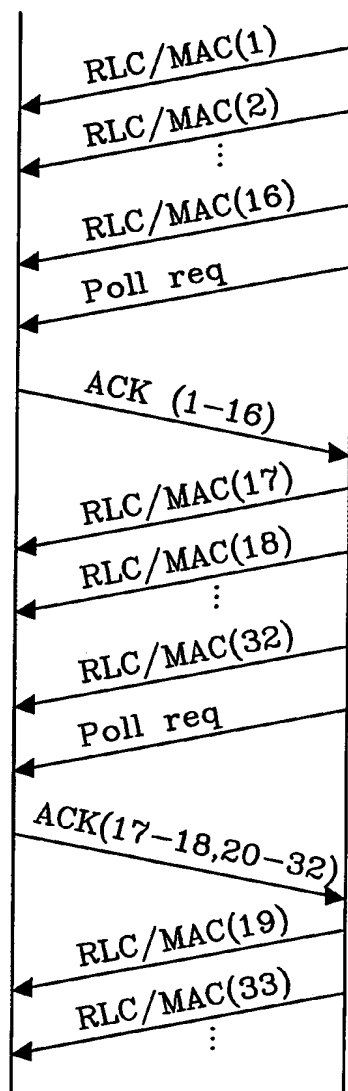 RLC/MAC(1)
RLC/MAC(2)
⋮
RLC/MAC(16)
Poll req
ACK (1-16)
RLC/MAC(17)
RLC/MAC(18)
⋮
RLC/MAC(32)
Poll req
ACK(17-18,20-32)
RLC/MAC(19)
RLC/MAC(33)
⋮